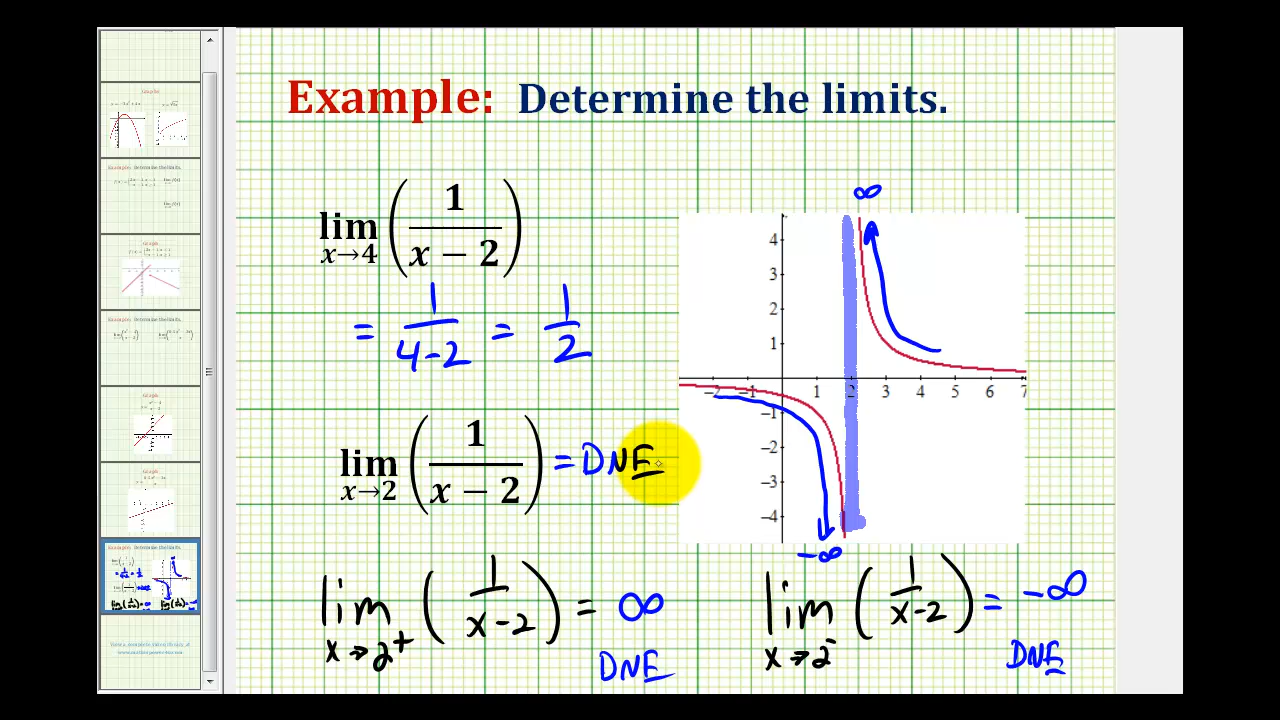 Example: Determine the limits.
lim x→4 (1/(x − 2))
= 1/(4-2) = 1/2
lim x→2 (1/(x − 2)) = DNE
∞
4
3
2
1
−2 −1 1 2 3 4 5 6 7
−1
−2
−3
−4
−∞
lim x→2⁺ (1/(x-2)) = ∞
DNE
lim x→2⁻ (1/(x-2)) = -∞
DNE